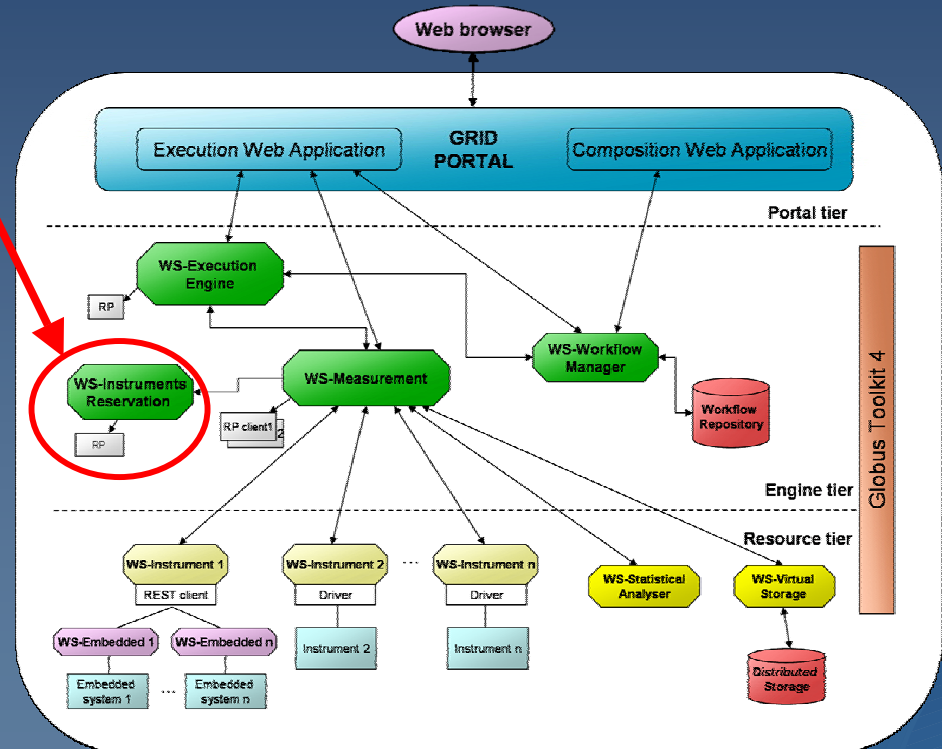 Web browser
Execution Web Application
GRID
PORTAL
Composition Web Application
Portal tier
WS-Execution
Engine
RP
WS-Instruments
Reservation
RP
WS-Measurement
RP client1
2
WS-Workflow
Manager
Workflow
Repository
Globus Toolkit 4
Engine tier
Resource tier
WS-Instrument 1
REST client
WS-Instrument 2
Driver
...
WS-Instrument n
Driver
WS-Statistical
Analyser
WS-Virtual
Storage
WS-Embedded 1
WS-Embedded n
Instrument 2
Instrument n
Embedded
system 1
...
Embedded
system n
Distributed
Storage